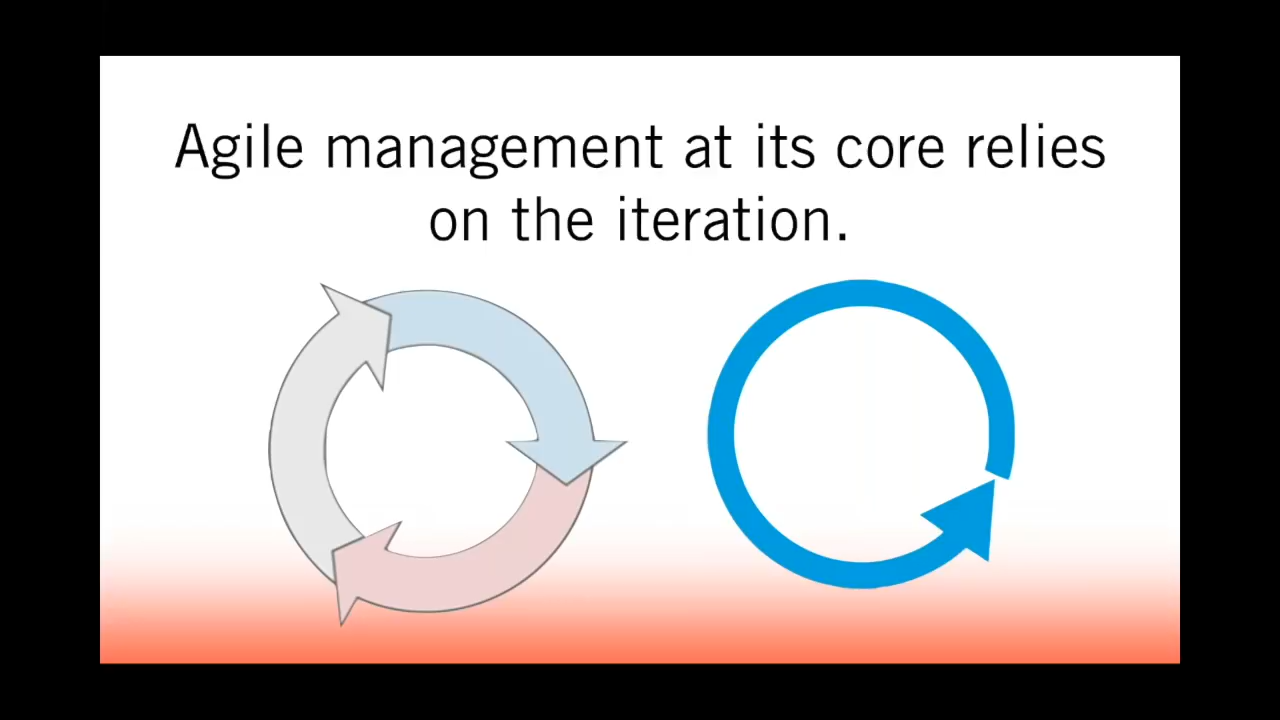 Agile management at its core relies
on the iteration.